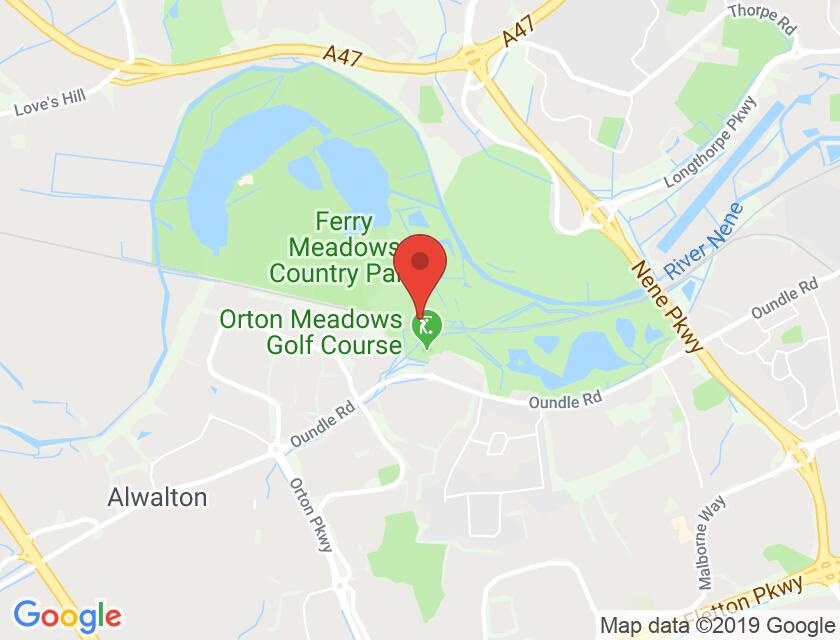 Thorpe Rd
A47
A47
Love's Hill
Longthorpe Pkwy
River Nene
Ferry
Meadows
Country Pa
Nene Pkwy
Oundle Rd
Orton Meadows
Golf Course
Oundle Rd
Oundle Rd
Alwalton
Orton Pkwy
Malborne Way
Fletton Pkwy
Google
Map data ©2019 Google